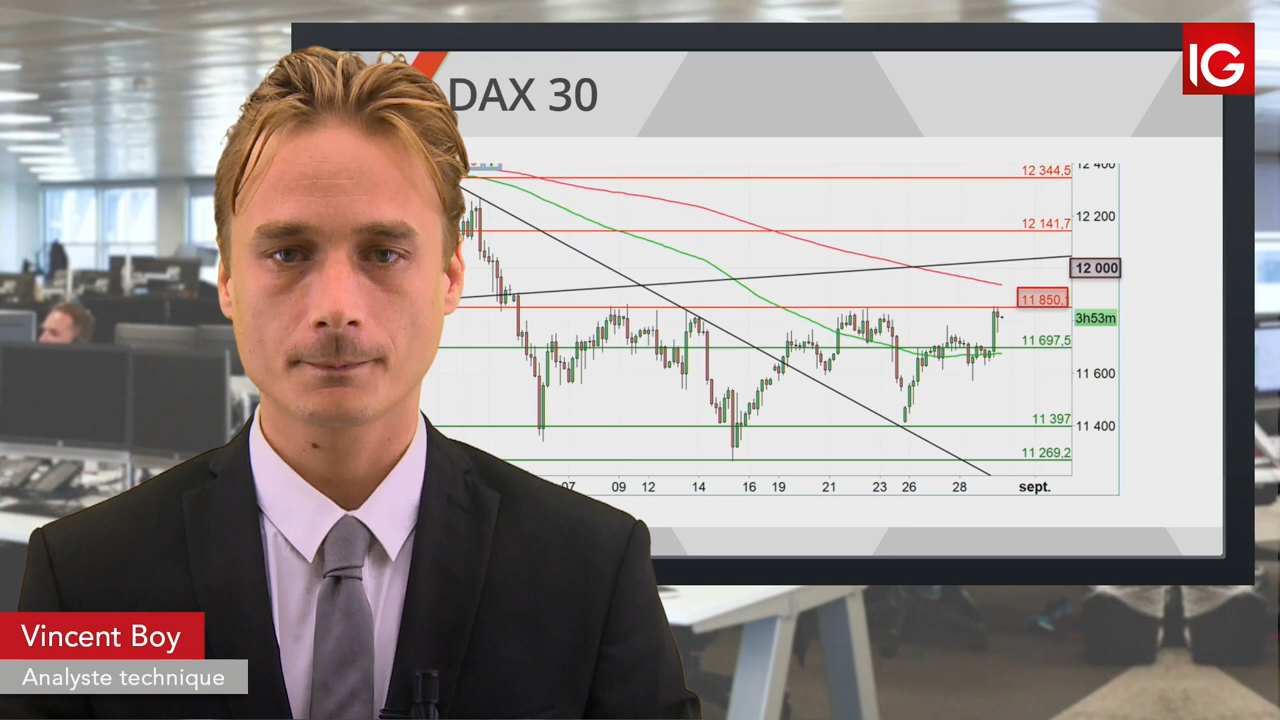 IG
DAX 30
12 400
12 344,5
12 200
12 141,7
12 000
11 850,1
3h53m
11 697,5
11 600
11 397
11 400
11 269,2
07 09 12 14 16 19 21 23 26 28 sept.
Vincent Boy
Analyste technique